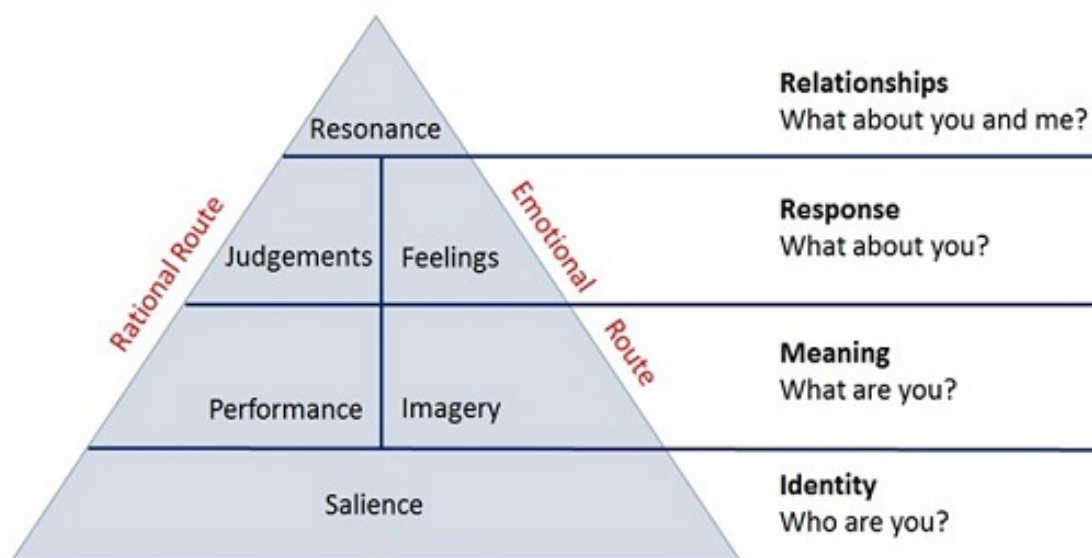 Relationships
What about you and me?
Resonance
Rational Route
Emotional Route
Response
What about you?
Judgements
Feelings
Meaning
What are you?
Performance
Imagery
Identity
Who are you?
Salience